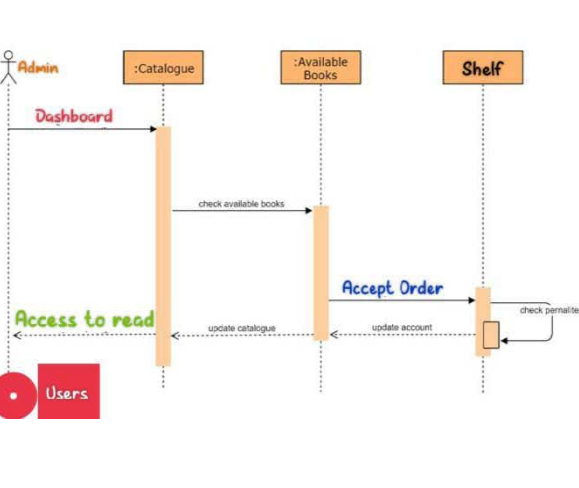 Admin
:Catalogue
:Available
Books
Shelf
Dashboard
check available books
Accept Order
check pernalite
Access to read
update catalogue
update account
Users